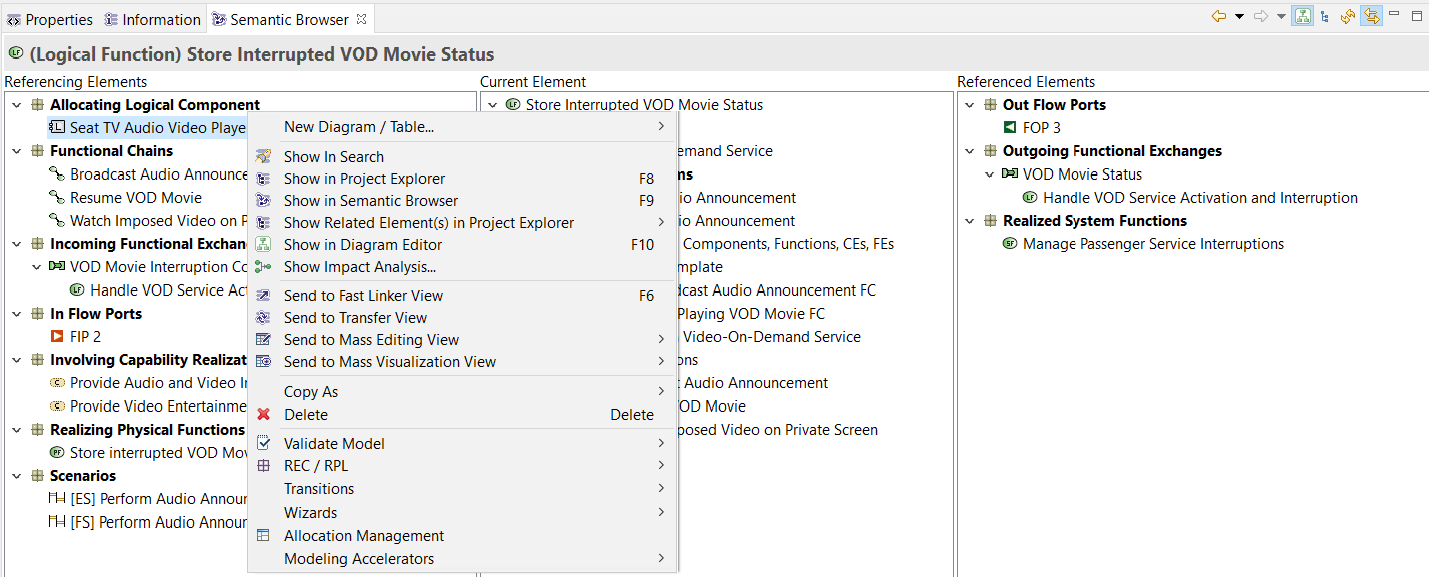 Properties Information Semantic Browser
(Logical Function) Store Interrupted VOD Movie Status
Referencing Elements
Allocating Logical Component
Seat TV Audio Video Playe
Functional Chains
Broadcast Audio Announce
Resume VOD Movie
Watch Imposed Video on P
Incoming Functional Exchan
VOD Movie Interruption Co
Handle VOD Service Act
In Flow Ports
FIP 2
Involving Capability Realizat
Provide Audio and Video I
Provide Video Entertainme
Realizing Physical Functions
Store interrupted VOD Mov
Scenarios
[ES] Perform Audio Announ
[FS] Perform Audio Announ
New Diagram / Table...
Show In Search
Show in Project Explorer F8
Show in Semantic Browser F9
Show Related Element(s) in Project Explorer
Show in Diagram Editor F10
Show Impact Analysis...
Send to Fast Linker View F6
Send to Transfer View
Send to Mass Editing View
Send to Mass Visualization View
Copy As
Delete Delete
Validate Model
REC / RPL
Transitions
Wizards
Allocation Management
Modeling Accelerators
Current Element
Store Interrupted VOD Movie Status
emand Service
ns
io Announcement
io Announcement
Components, Functions, CEs, FEs
mplate
dcast Audio Announcement FC
Playing VOD Movie FC
Video-On-Demand Service
ons
t Audio Announcement
OD Movie
posed Video on Private Screen
Referenced Elements
Out Flow Ports
FOP 3
Outgoing Functional Exchanges
VOD Movie Status
Handle VOD Service Activation and Interruption
Realized System Functions
Manage Passenger Service Interruptions